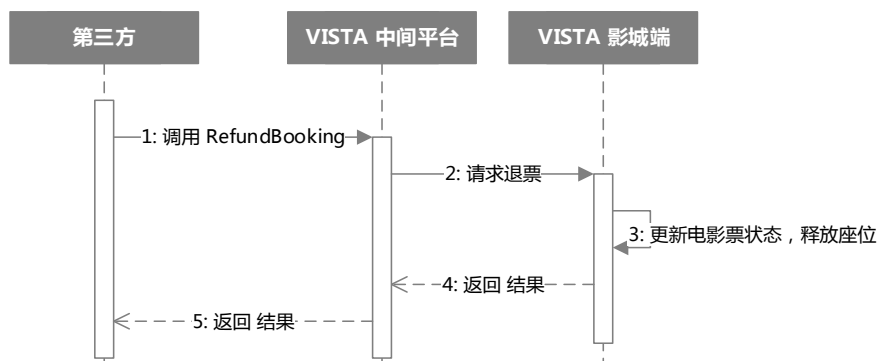 第三方
VISTA 中间平台
VISTA 影城端
1: 调用 RefundBooking
2: 请求退票
3: 更新电影票状态，释放座位
4: 返回 结果
5: 返回 结果